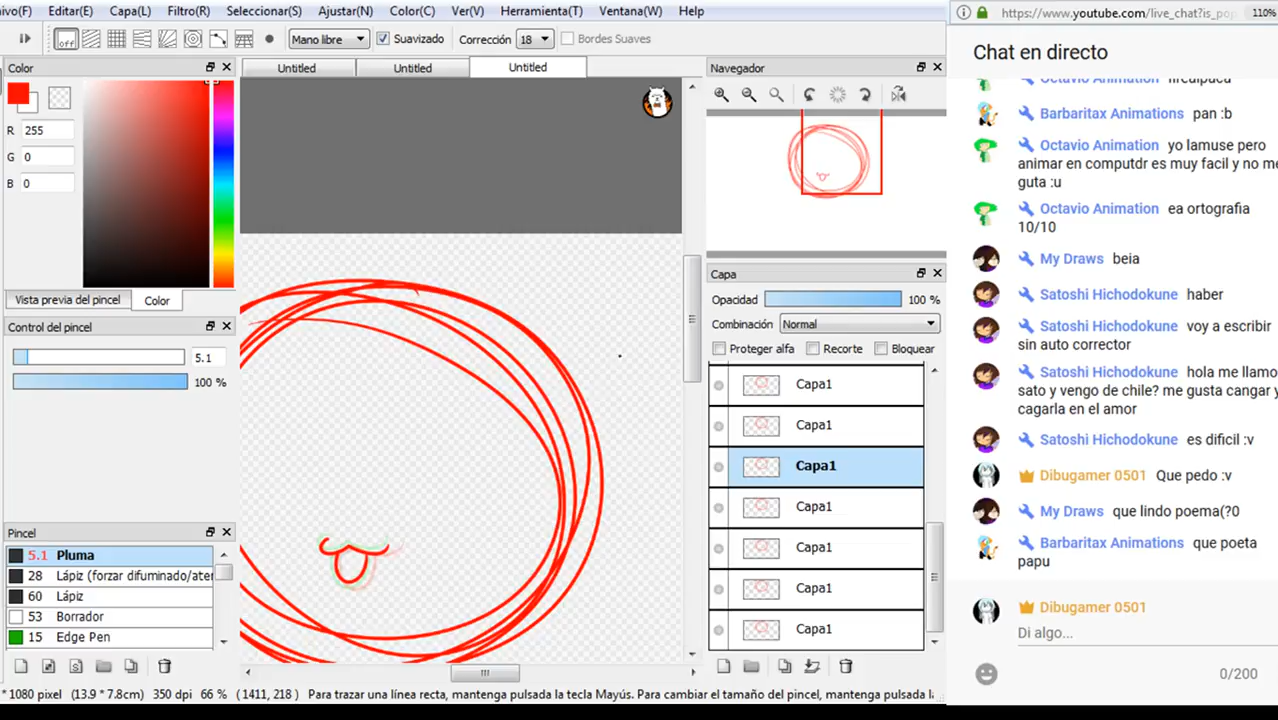 ivo(F) Editar(E) Capa(L) Filtro(R) Seleccionar(S) Ajustar(N) Color(C) Ver(V) Herramienta(T) Ventana(W) Help
off Mano libre Suavizado Corrección 18 Bordes Suaves
Color
R 255
G 0
B 0
Vista previa del pincel Color
Control del pincel
5.1
100 %
Pincel
5.1 Pluma
28 Lápiz (forzar difuminado/ater
60 Lápiz
53 Borrador
15 Edge Pen
Untitled Untitled Untitled
Navegador
Capa
Opacidad 100 %
Combinación Normal
Proteger alfa Recorte Bloquear
Capa1
Capa1
Capa1
Capa1
Capa1
Capa1
Capa1
* 1080 pixel (13.9 * 7.8cm) 350 dpi 66 % (1411, 218) Para trazar una línea recta, mantenga pulsada la tecla Mayús. Para cambiar el tamaño del pincel, mantenga pulsada la
https://www.youtube.com/live_chat?is_po 110%
Chat en directo
Octavio Animation firealpaca
Barbaritax Animations pan :b
Octavio Animation yo lamuse pero
animar en computdr es muy facil y no me
guta :u
Octavio Animation ea ortografia
10/10
My Draws beia
Satoshi Hichodokune haber
Satoshi Hichodokune voy a escribir
sin auto corrector
Satoshi Hichodokune hola me llamo
sato y vengo de chile? me gusta cangar y
cagarla en el amor
Satoshi Hichodokune es dificil :v
Dibugamer 0501 Que pedo :v
My Draws que lindo poema(?0
Barbaritax Animations que poeta
papu
Dibugamer 0501
Di algo...
0/200